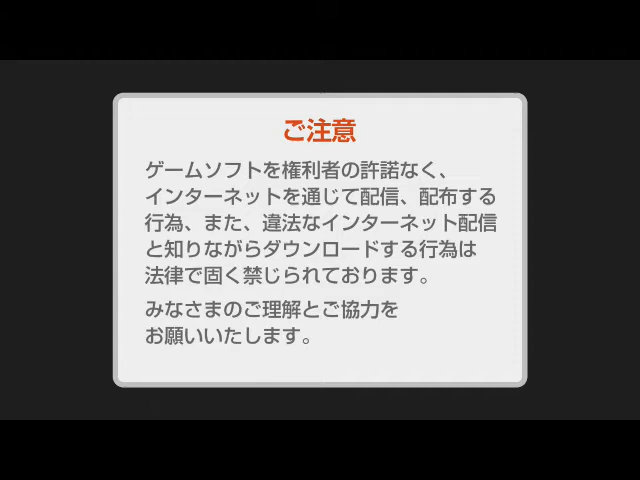 ご注意
ゲームソフトを権利者の許諾なく、
インターネットを通じて配信、配布する
行為、また、違法なインターネット配信
と知りながらダウンロードする行為は
法律で固く禁じられております。
みなさまのご理解とご協力を
お願いいたします。